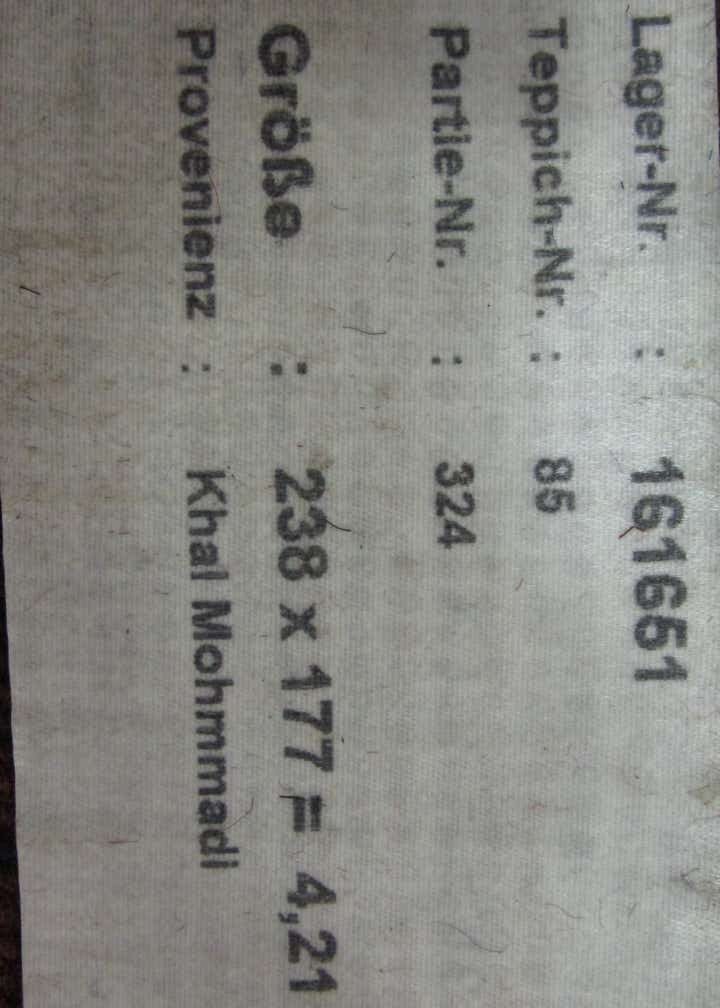 Lager-Nr. : 161651
Teppich-Nr. : 85
Partie-Nr. : 324
Größe : 238 x 177 = 4,21
Provenienz : Khal Mohmmadi